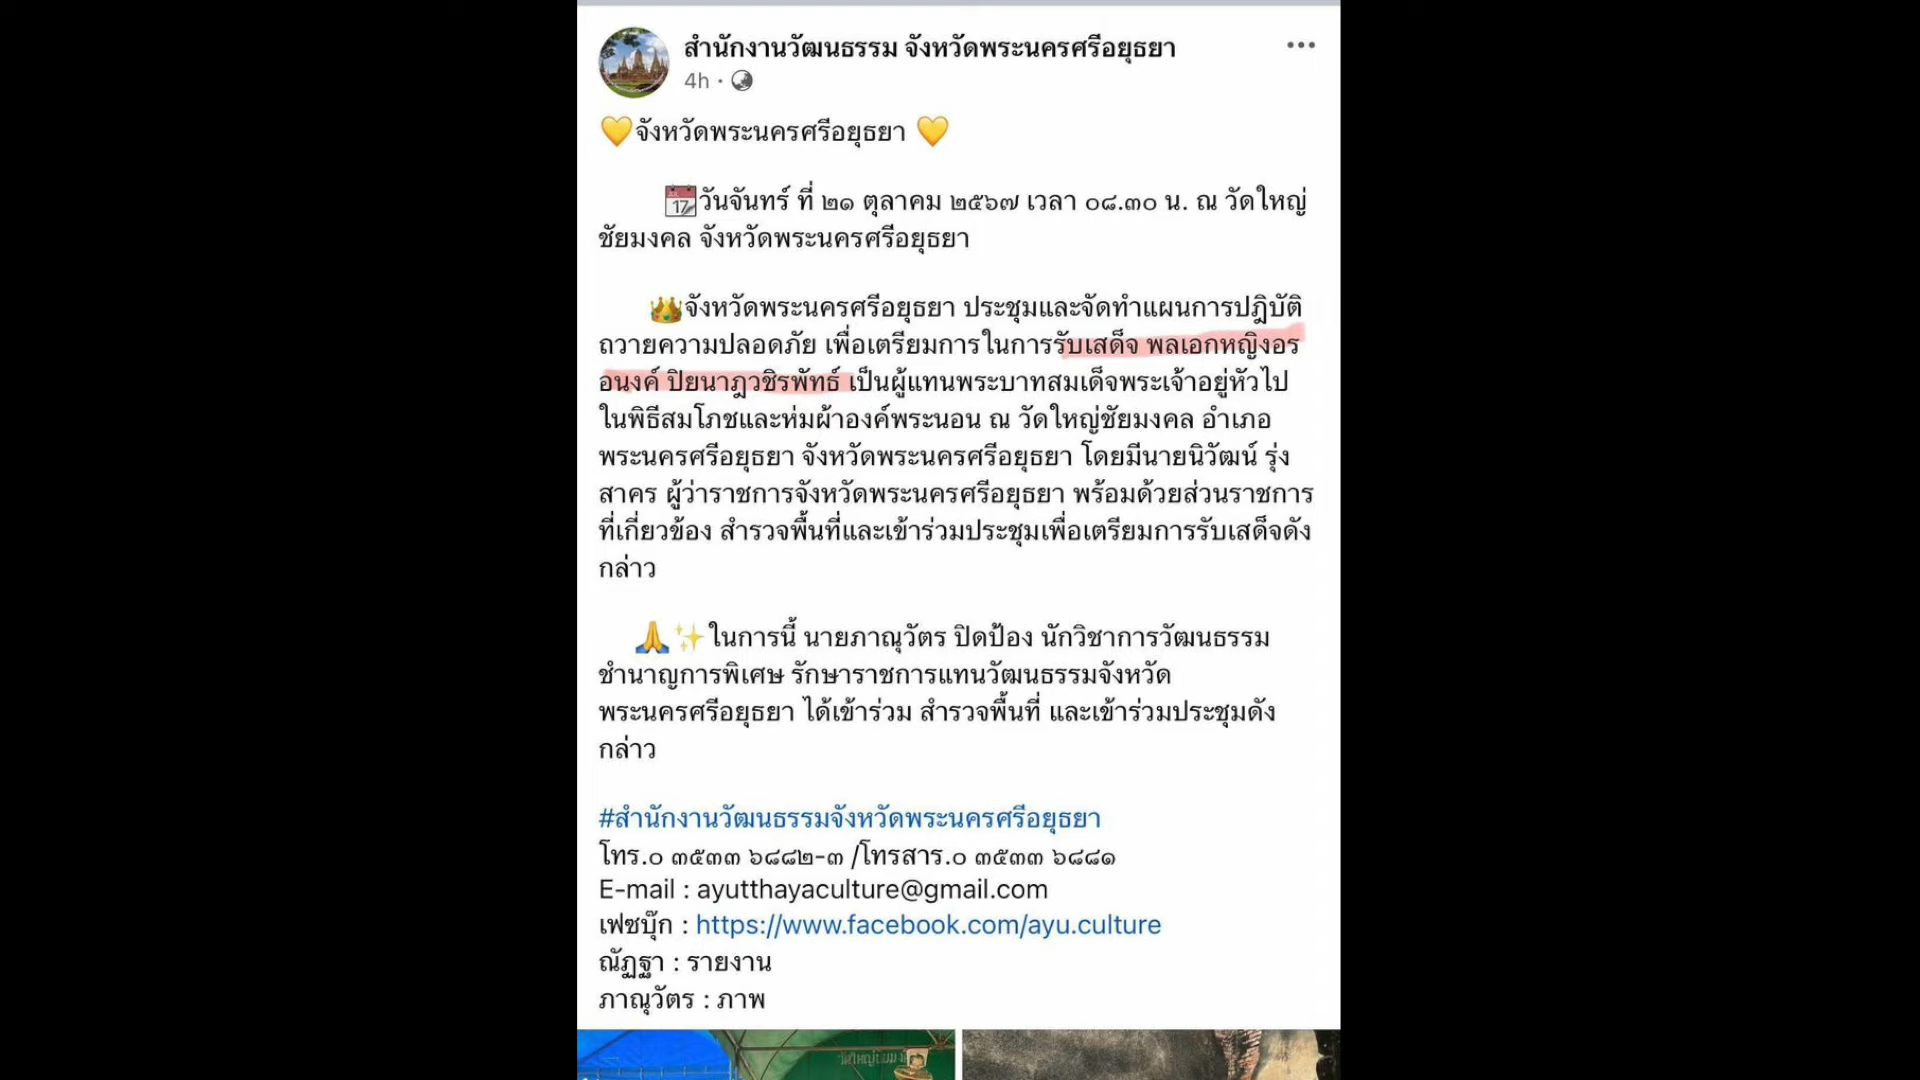 สำนักงานวัฒนธรรม จังหวัดพระนครศรีอยุธยา
4h
💛จังหวัดพระนครศรีอยุธยา 💛
📆วันจันทร์ ที่ ๒๑ ตุลาคม ๒๕๖๗ เวลา ๐๘.๓๐ น. ณ วัดใหญ่
ชัยมงคล จังหวัดพระนครศรีอยุธยา
👑จังหวัดพระนครศรีอยุธยา ประชุมและจัดทำแผนการปฎิบัติ
ถวายความปลอดภัย เพื่อเตรียมการในการรับเสด็จ พลเอกหญิงอร
อนงค์ ปิยนาฎวชิรพัทธ์ เป็นผู้แทนพระบาทสมเด็จพระเจ้าอยู่หัวไป
ในพิธีสมโภชและห่มผ้าองค์พระนอน ณ วัดใหญ่ชัยมงคล อำเภอ
พระนครศรีอยุธยา จังหวัดพระนครศรีอยุธยา โดยมีนายนิวัฒน์ รุ่ง
สาคร ผู้ว่าราชการจังหวัดพระนครศรีอยุธยา พร้อมด้วยส่วนราชการ
ที่เกี่ยวข้อง สำรวจพื้นที่และเข้าร่วมประชุมเพื่อเตรียมการรับเสด็จดัง
กล่าว
🙏✨ในการนี้ นายภาณุวัตร ปิดป้อง นักวิชาการวัฒนธรรม
ชำนาญการพิเศษ รักษาราชการแทนวัฒนธรรมจังหวัด
พระนครศรีอยุธยา ได้เข้าร่วม สำรวจพื้นที่ และเข้าร่วมประชุมดัง
กล่าว
#สำนักงานวัฒนธรรมจังหวัดพระนครศรีอยุธยา
โทร.๐ ๓๕๓๓ ๖๘๘๒-๓ /โทรสาร.๐ ๓๕๓๓ ๖๘๘๑
E-mail : ayutthayaculture@gmail.com
เฟซบุ๊ก : https://www.facebook.com/ayu.culture
ณัฏฐา : รายงาน
ภาณุวัตร : ภาพ